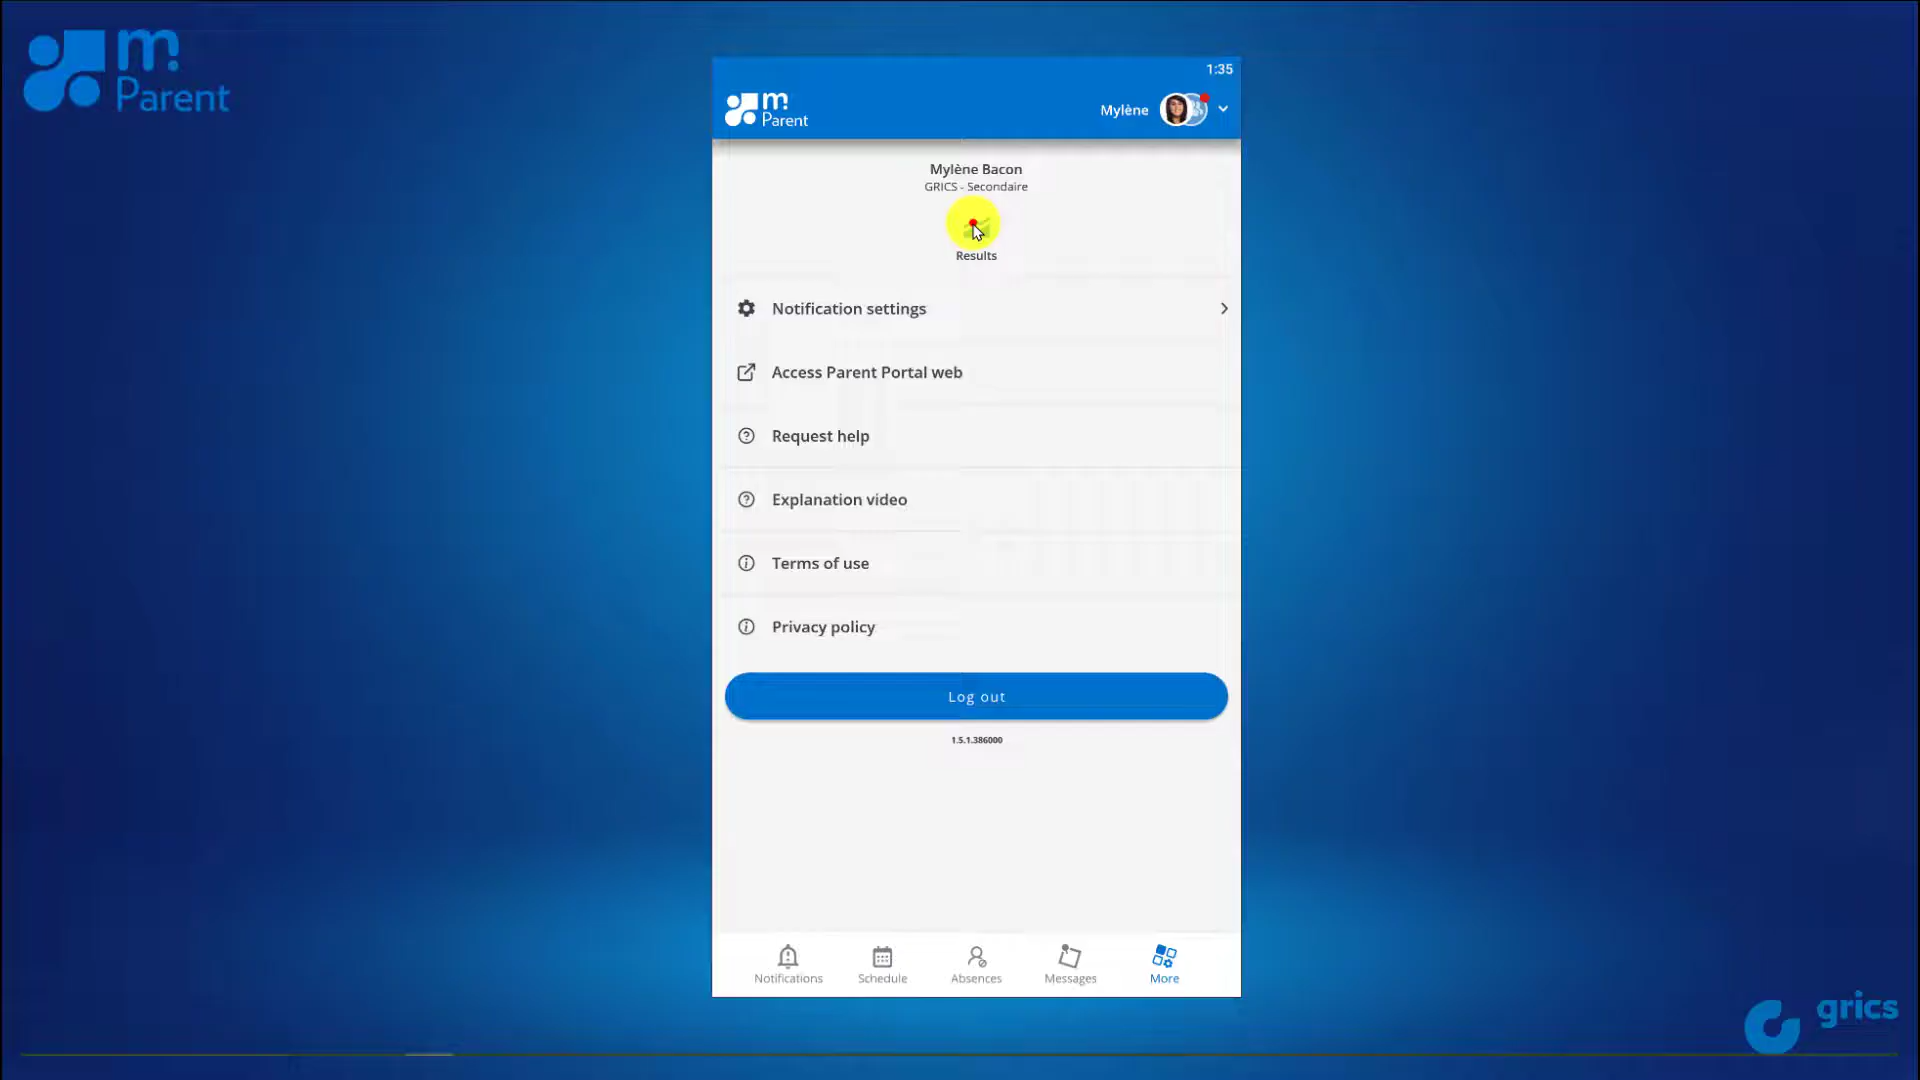 m.
Parent
1:35
m.
Parent
Mylène
Mylène Bacon
GRICS - Secondaire
Results
Notification settings
Access Parent Portal web
Request help
Explanation video
Terms of use
Privacy policy
Log out
1.5.1.386000
Notifications
Schedule
Absences
Messages
More
grics